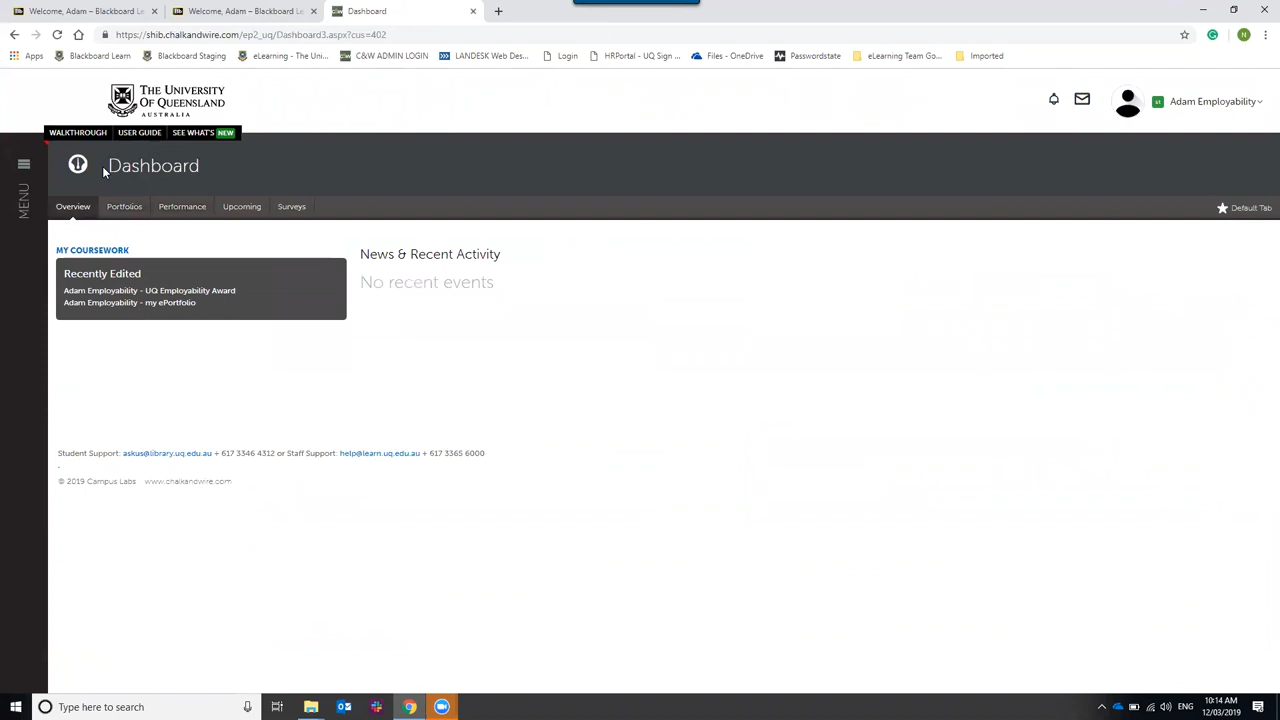 Welcome, Adam – Blackboard Le
Welcome, Adam – Blackboard Le
Dashboard
https://shib.chalkandwire.com/ep2_uq/Dashboard3.aspx?cus=402
N
Apps
Blackboard Learn
Blackboard Staging
eLearning - The Uni...
C&W ADMIN LOGIN
LANDESK Web Des...
Login
HRPortal - UQ Sign ...
Files - OneDrive
Passwordstate
eLearning Team Go...
Imported
THE UNIVERSITY
OF QUEENSLAND
AUSTRALIA
Adam Employability
WALKTHROUGH USER GUIDE SEE WHAT'S NEW
MENU
Dashboard
Overview Portfolios Performance Upcoming Surveys
Default Tab
MY COURSEWORK
Recently Edited
Adam Employability - UQ Employability Award
Adam Employability - my ePortfolio
News & Recent Activity
No recent events
Student Support: askus@library.uq.edu.au + 617 3346 4312 or Staff Support: help@learn.uq.edu.au + 617 3365 6000
.
© 2019 Campus Labs www.chalkandwire.com
Type here to search
ENG
10:14 AM
12/03/2019